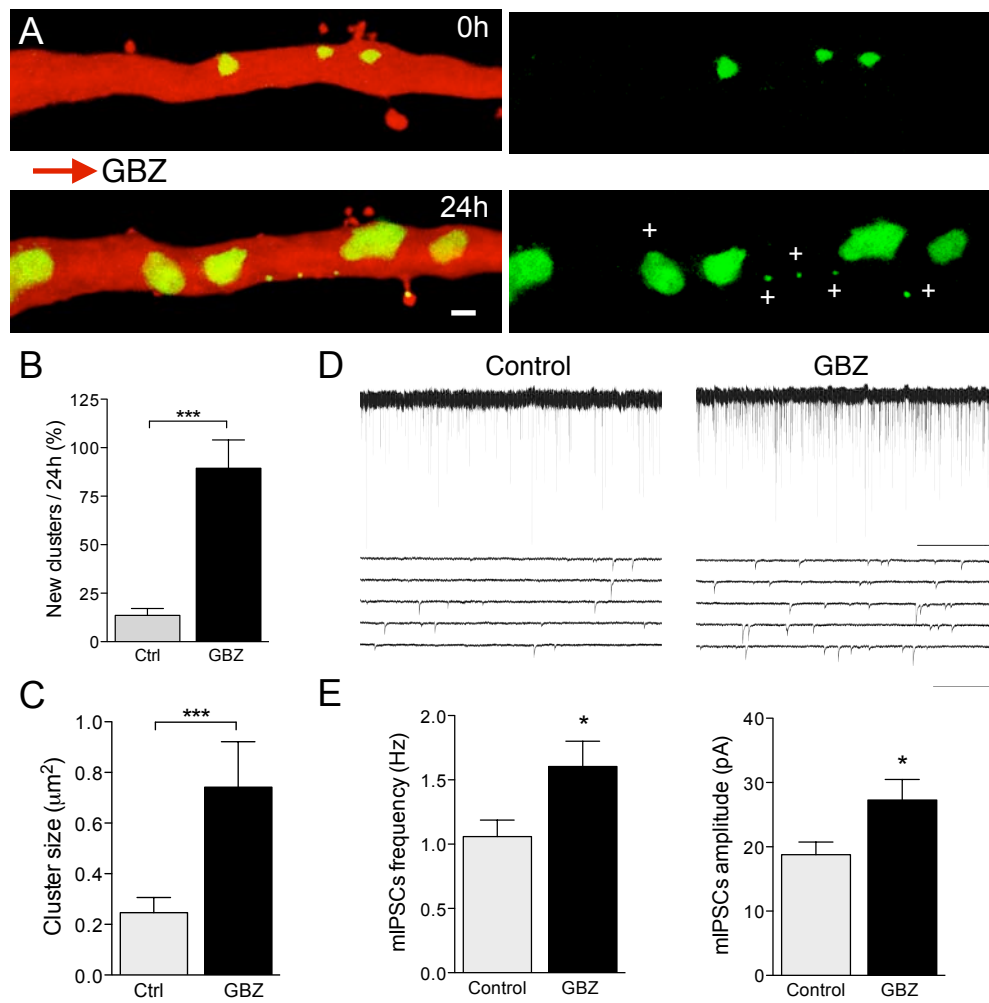 A
0h
GBZ
24h
+
+
+
+
+
B
New clusters / 24h (%)
125
100
75
50
25
0
***
Ctrl
GBZ
D
Control
GBZ
C
Cluster size (μm²)
1.0
0.8
0.6
0.4
0.2
0.0
***
Ctrl
GBZ
E
mIPSCs frequency (Hz)
2.0
1.5
1.0
0.5
0.0
*
Control
GBZ
mIPSCs amplitude (pA)
40
30
20
10
0
*
Control
GBZ